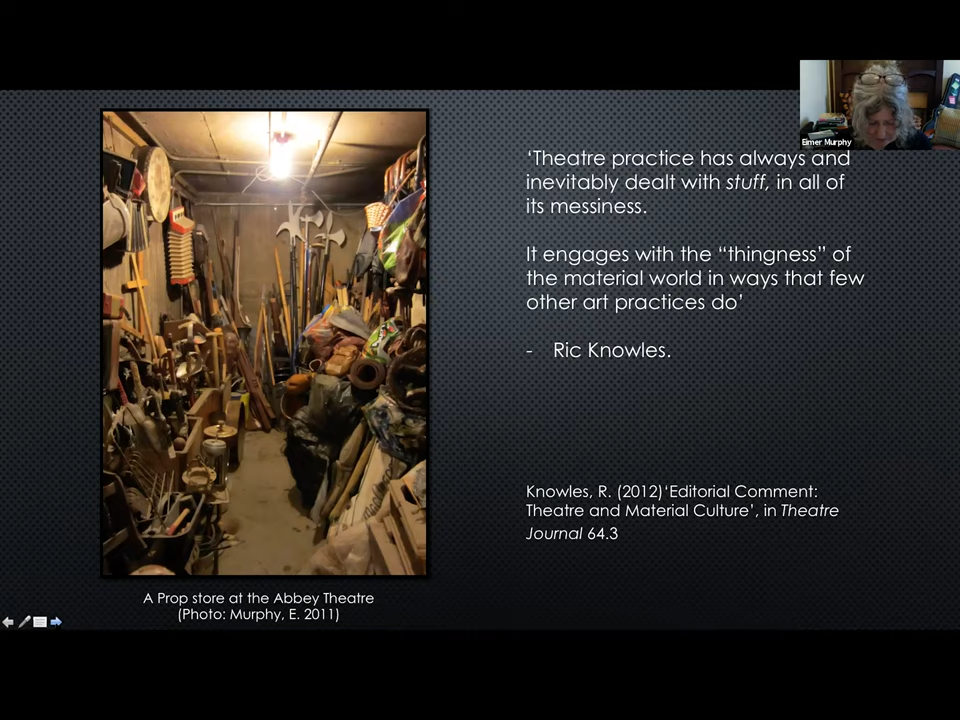 Eimer Murphy
‘Theatre practice has always and
inevitably dealt with stuff, in all of
its messiness.
It engages with the “thingness” of
the material world in ways that few
other art practices do’
- Ric Knowles.
Knowles, R. (2012)‘Editorial Comment:
Theatre and Material Culture’, in Theatre
Journal 64.3
A Prop store at the Abbey Theatre
(Photo: Murphy, E. 2011)